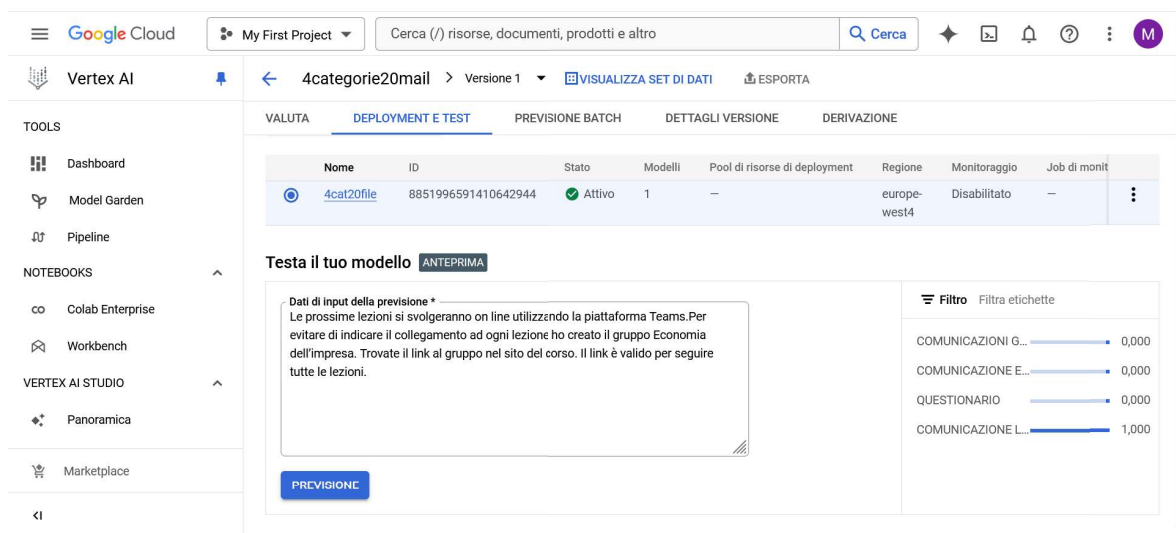 Google Cloud
My First Project
Cerca (/) risorse, documenti, prodotti e altro
Cerca
M
Vertex AI
4categorie20mail > Versione 1
VISUALIZZA SET DI DATI
ESPORTA
TOOLS
VALUTA
DEPLOYMENT E TEST
PREVISIONE BATCH
DETTAGLI VERSIONE
DERIVAZIONE
Dashboard
Model Garden
Pipeline
NOTEBOOKS
Colab Enterprise
Workbench
VERTEX AI STUDIO
Panoramica
Marketplace
Nome ID Stato Modelli Pool di risorse di deployment Regione Monitoraggio Job di monit
4cat20file 8851996591410642944 Attivo 1 — europe- Disabilitato —
west4
Testa il tuo modello ANTEPRIMA
Dati di input della previsione *
Le prossime lezioni si svolgeranno on line utilizzando la piattaforma Teams.Per
evitare di indicare il collegamento ad ogni lezione ho creato il gruppo Economia
dell'impresa. Trovate il link al gruppo nel sito del corso. Il link è valido per seguire
tutte le lezioni.
PREVISIONE
Filtro Filtra etichette
COMUNICAZIONI G... 0,000
COMUNICAZIONE E... 0,000
QUESTIONARIO 0,000
COMUNICAZIONE L... 1,000